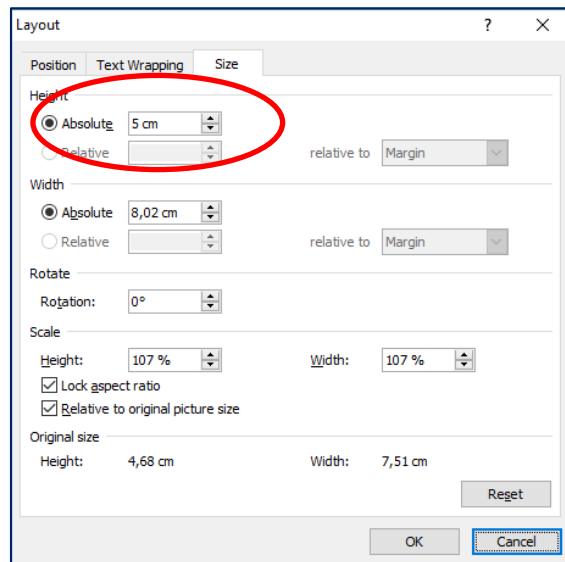 Layout ? ×
Position Text Wrapping Size
Height
Absolute 5 cm
Relative relative to Margin
Width
Absolute 8,02 cm
Relative relative to Margin
Rotate
Rotation: 0°
Scale
Height: 107 % Width: 107 %
Lock aspect ratio
Relative to original picture size
Original size
Height: 4,68 cm Width: 7,51 cm
Reset
OK Cancel